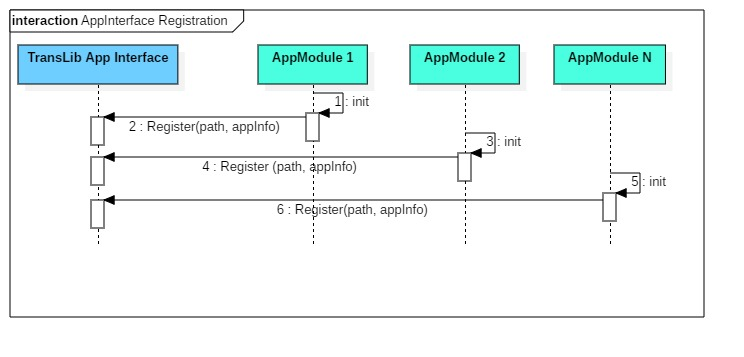 interaction AppInterface Registration
TransLib App Interface
AppModule 1
AppModule 2
AppModule N
1 : init
2 : Register(path, appInfo)
3 : init
4 : Register (path, appInfo)
5 : init
6 : Register(path, appInfo)